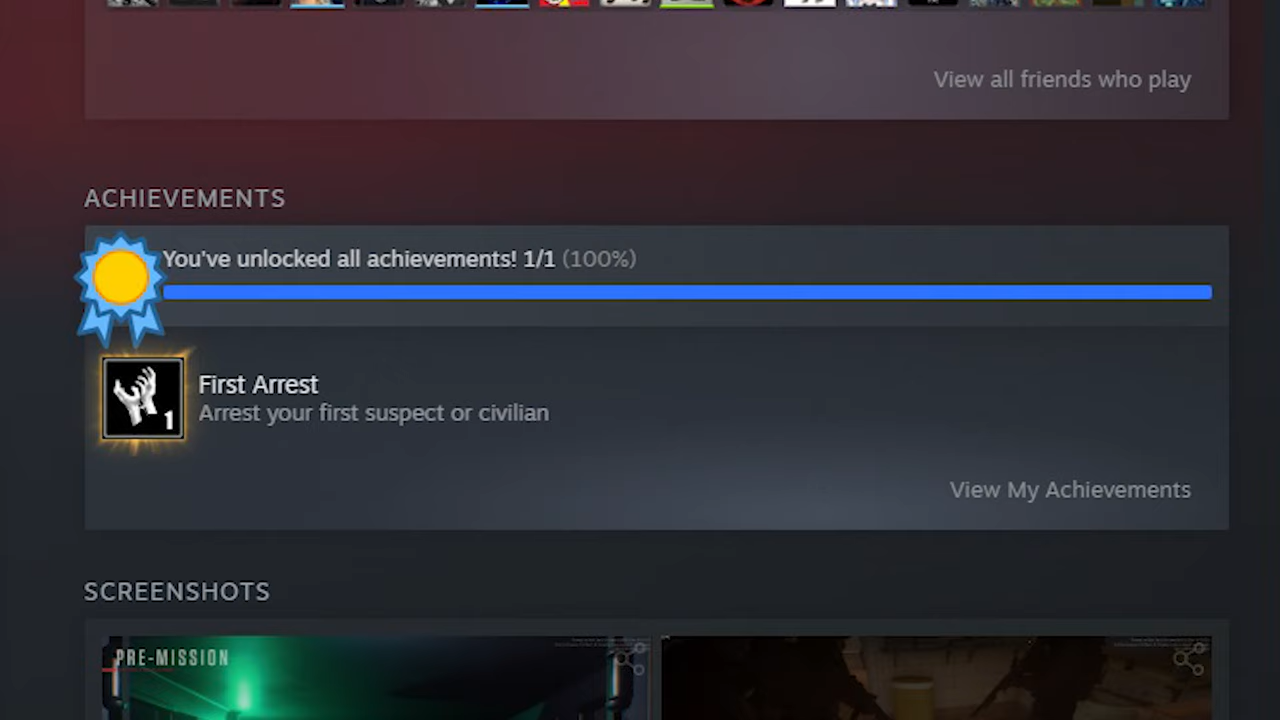 View all friends who play
ACHIEVEMENTS
You've unlocked all achievements! 1/1 (100%)
First Arrest
Arrest your first suspect or civilian
1
View My Achievements
SCREENSHOTS
PRE-MISSION